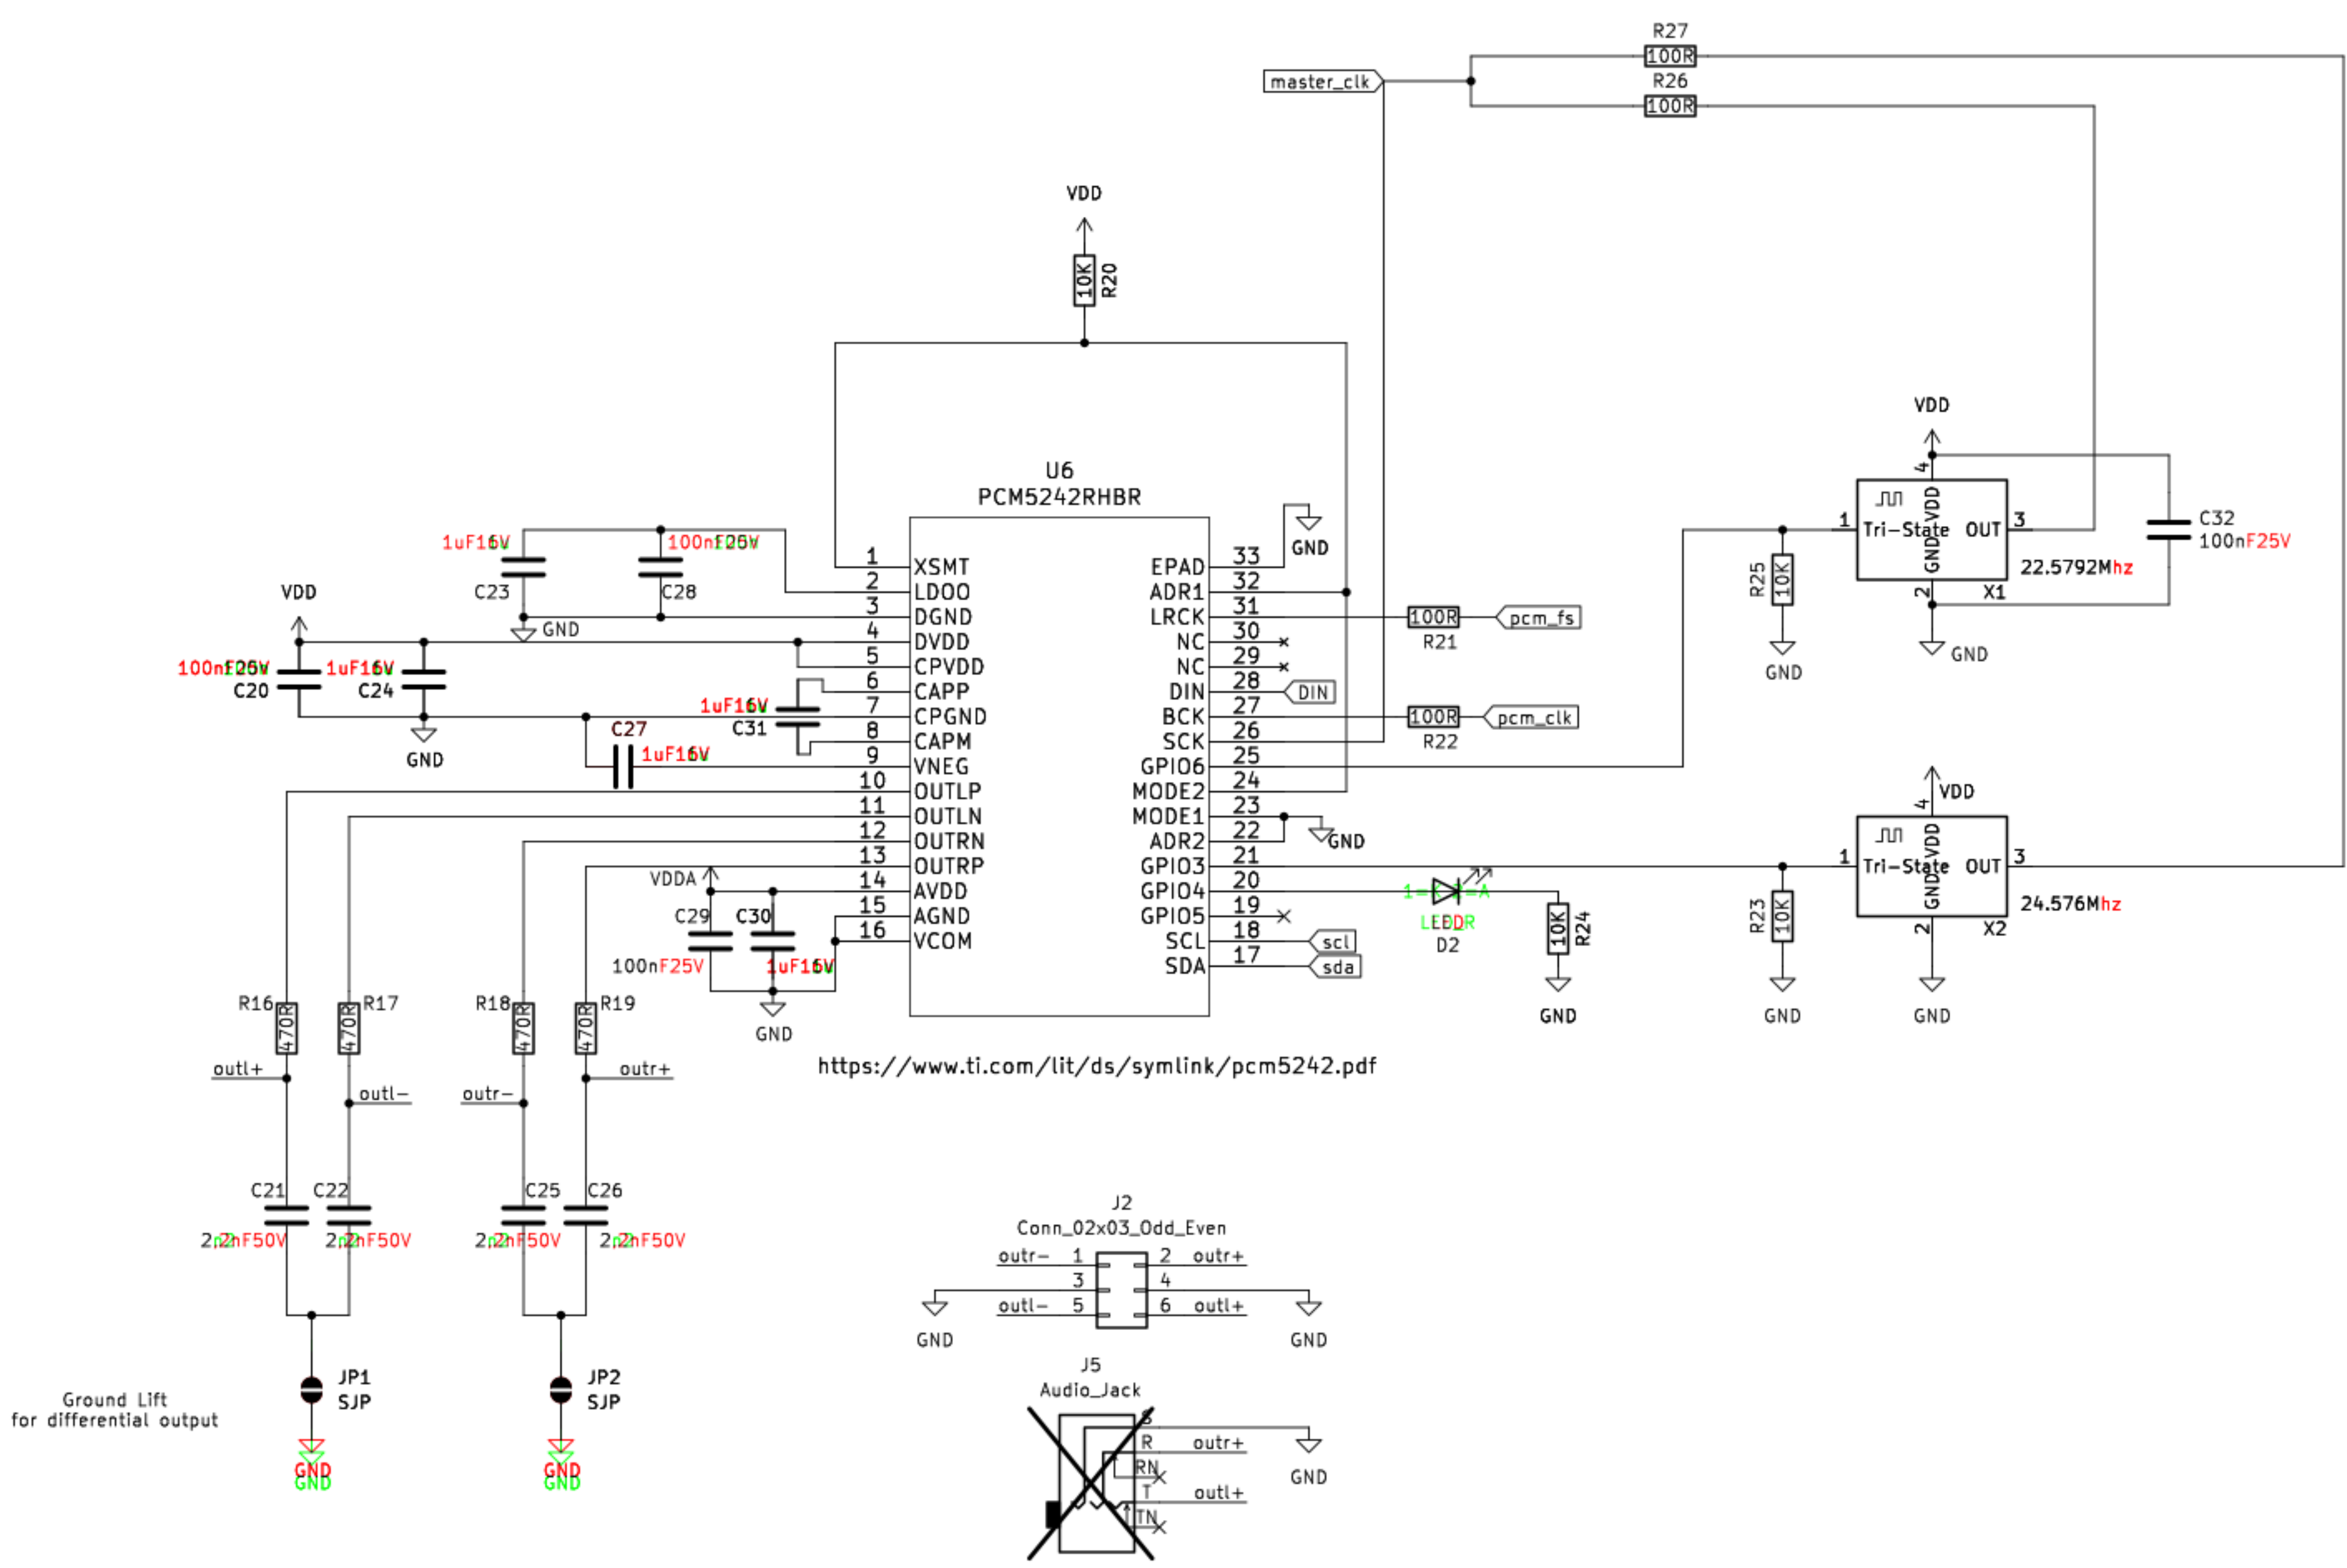 R27
100R
R26
100R
master_clk
VDD
10K
R20
VDD
U6
PCM5242RHBR
1 XSMT
2 LDOO
3 DGND
4 DVDD
5 CPVDD
6 CAPP
7 CPGND
8 CAPM
9 VNEG
10 OUTLP
11 OUTLN
12 OUTRN
13 OUTRP
14 AVDD
15 AGND
16 VCOM
EPAD 33
ADR1 32
LRCK 31
NC 30
NC 29
DIN 28
BCK 27
SCK 26
GPIO6 25
MODE2 24
MODE1 23
ADR2 22
GPIO3 21
GPIO4 20
GPIO5 19
SCL 18
SDA 17
1uF16V
C23
C28
GND
VDD
C20
1uF16V
C24
GND
1uF16V
C31
C27
1uF16V
VDDA
C29
100nF25V
C30
1uF16V
GND
GND
100R
R21
pcm_fs
DIN
100R
R22
pcm_clk
GND
D2
10K
R24
GND
scl
sda
1 Tri-State
OUT 3
4 VDD
2 GND
22.5792Mhz
X1
C32
100nF25V
R25
10K
GND
GND
VDD
1 Tri-State
OUT 3
4 VDD
2 GND
24.576Mhz
X2
R23
10K
GND
GND
https://www.ti.com/lit/ds/symlink/pcm5242.pdf
R16
470R
R17
470R
R18
470R
R19
470R
outl+
outl-
outr-
outr+
C21
C22
C25
C26
JP1
SJP
JP2
SJP
Ground Lift
for differential output
GND
GND
GND
GND
J2
Conn_02x03_Odd_Even
outr- 1
2 outr+
3
4
outl- 5
6 outl+
GND
GND
J5
Audio_Jack
S
R outr+
RN
T outl+
TN
GND